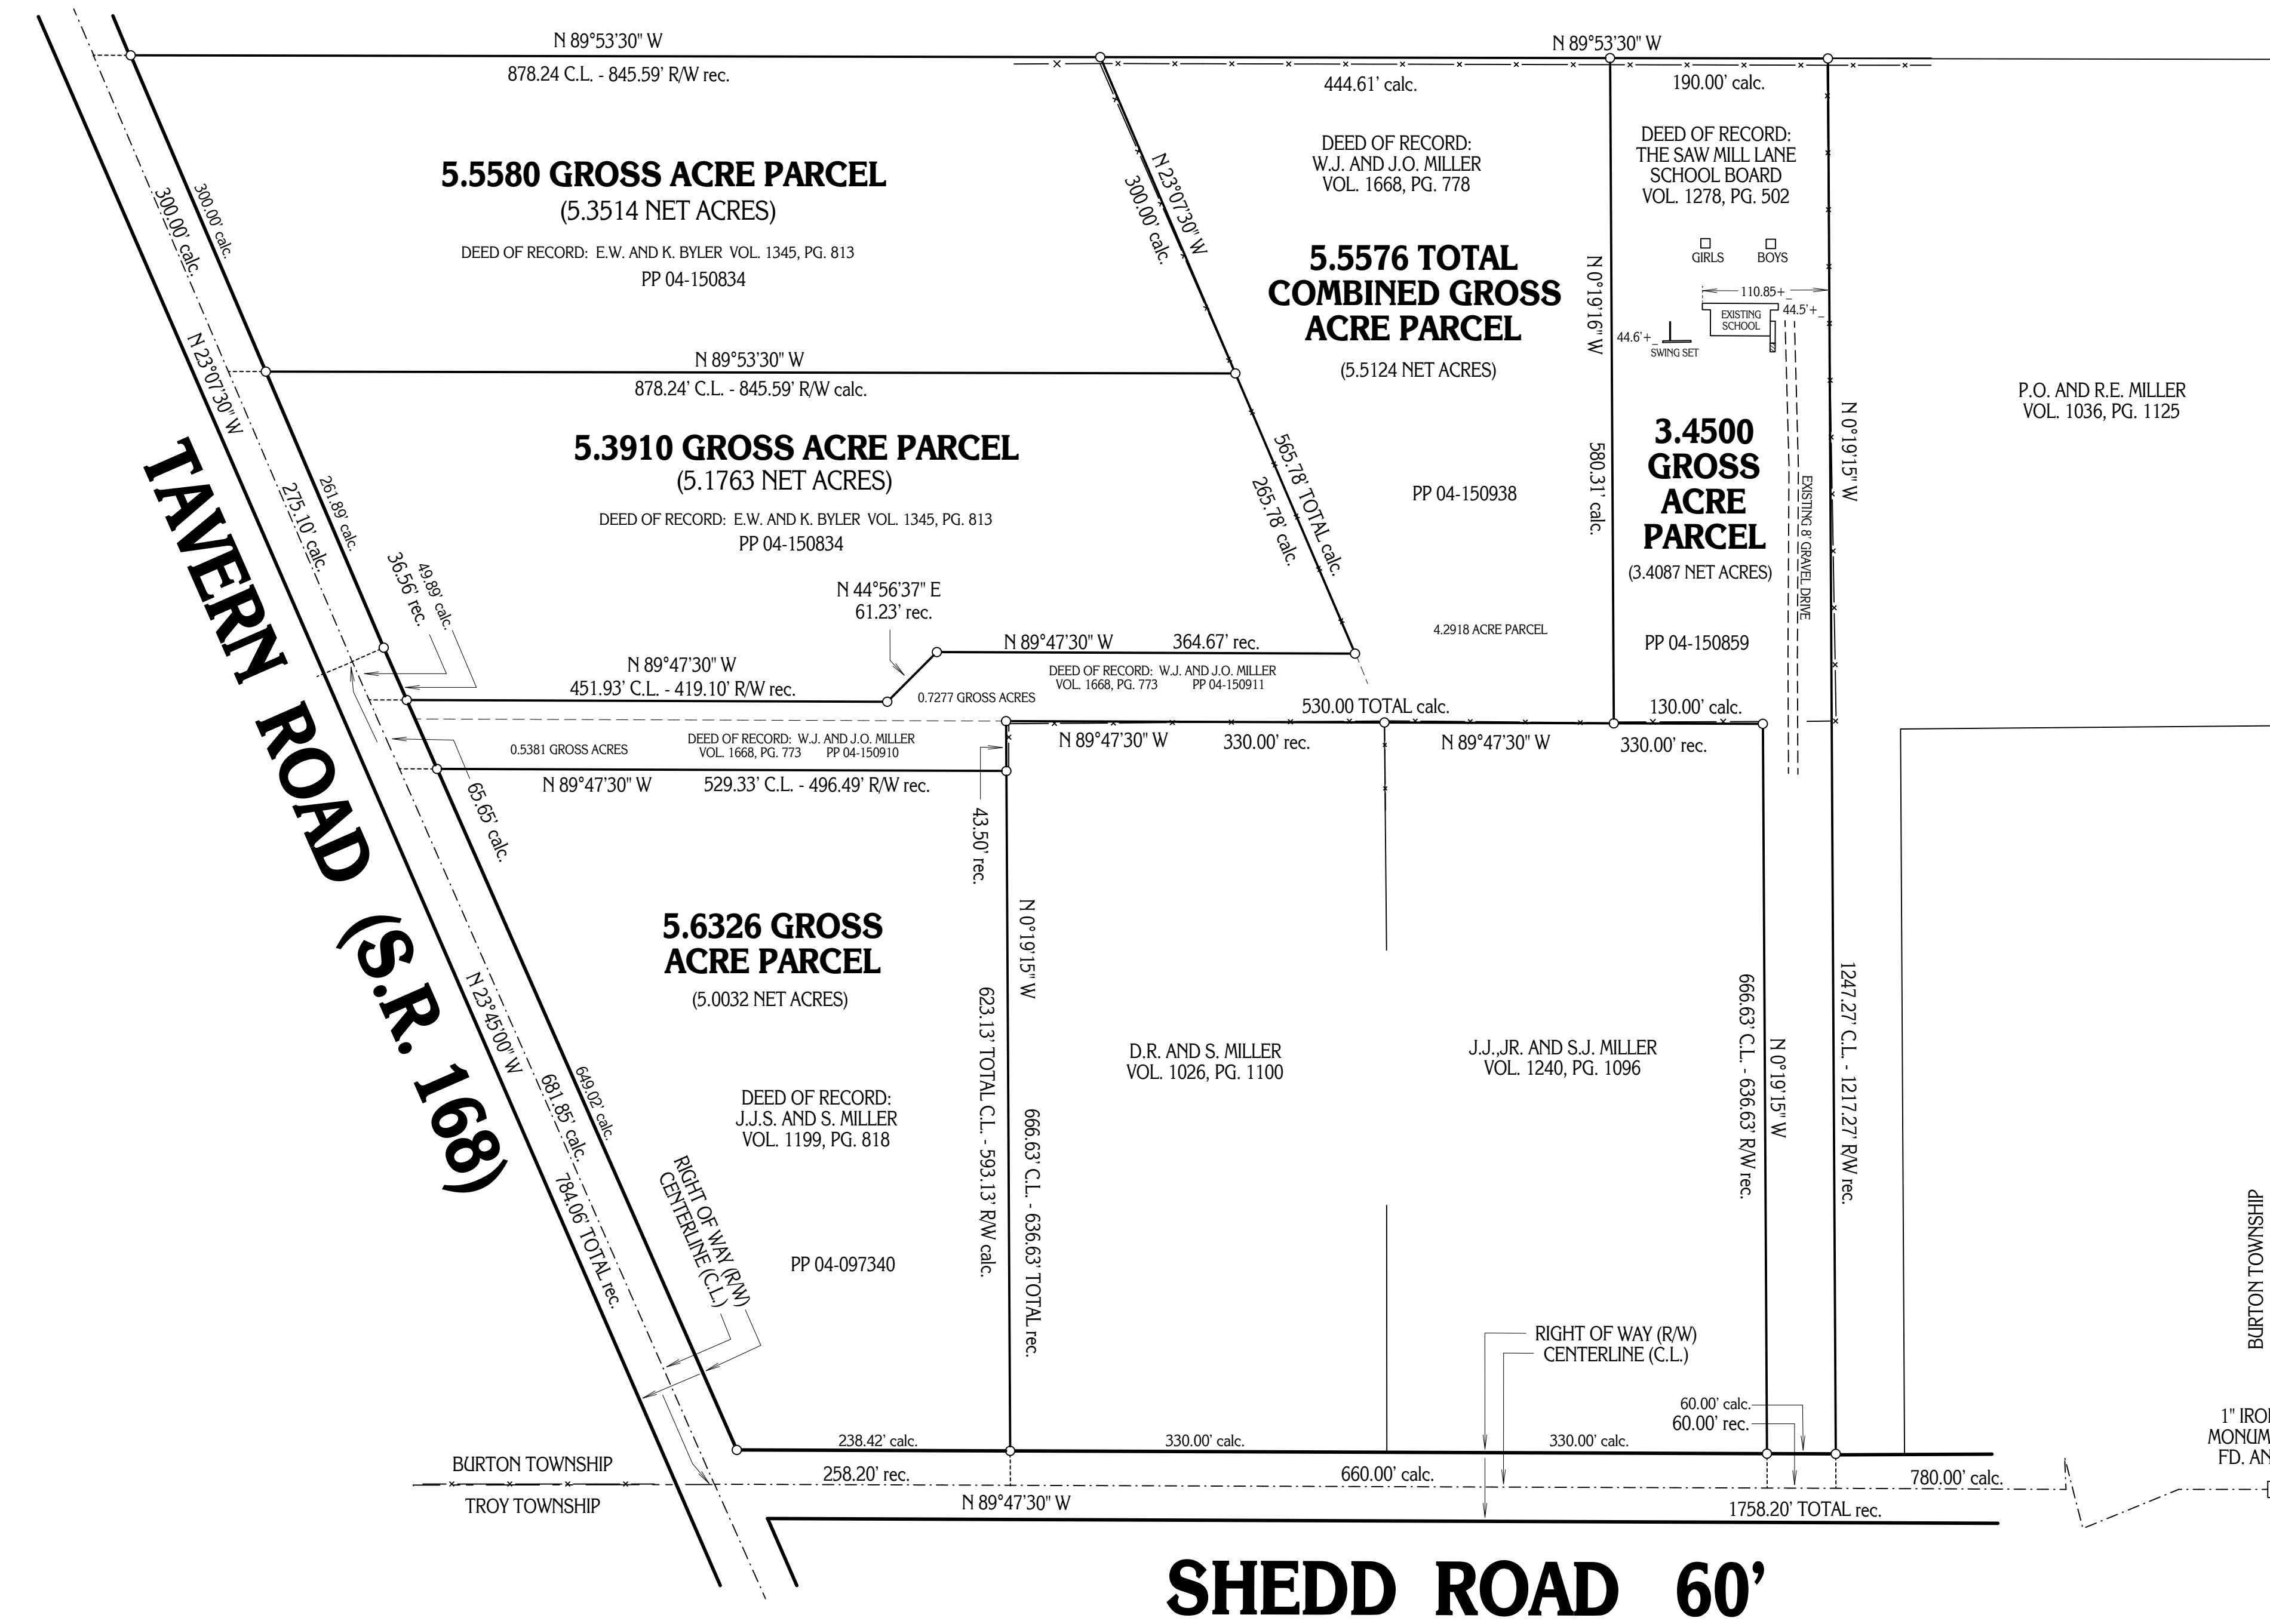 N 89°53'30" W
878.24 C.L. - 845.59' R/W rec.
N 89°53'30" W
444.61' calc.
190.00' calc.
5.5580 GROSS ACRE PARCEL
(5.3514 NET ACRES)
DEED OF RECORD: E.W. AND K. BYLER VOL. 1345, PG. 813
PP 04-150834
300.00' calc.
300.00' calc.
N 23°07'30" W
N 23°07'30" W
300.00' calc.
DEED OF RECORD:
W.J. AND J.O. MILLER
VOL. 1668, PG. 778
5.5576 TOTAL
COMBINED GROSS
ACRE PARCEL
(5.5124 NET ACRES)
PP 04-150938
4.2918 ACRE PARCEL
N 0°19'16" W
580.31' calc.
DEED OF RECORD:
THE SAW MILL LANE
SCHOOL BOARD
VOL. 1278, PG. 502
GIRLS
BOYS
110.85+_
44.5'+_
EXISTING
SCHOOL
44.6'+_
SWING SET
3.4500
GROSS
ACRE
PARCEL
(3.4087 NET ACRES)
PP 04-150859
EXISTING 8' GRAVEL DRIVE
N 0°19'15" W
P.O. AND R.E. MILLER
VOL. 1036, PG. 1125
N 89°53'30" W
878.24' C.L. - 845.59' R/W calc.
5.3910 GROSS ACRE PARCEL
(5.1763 NET ACRES)
DEED OF RECORD: E.W. AND K. BYLER VOL. 1345, PG. 813
PP 04-150834
275.10' calc.
261.89' calc.
36.56' rec.
49.89' calc.
565.78' TOTAL calc.
265.78' calc.
N 44°56'37" E
61.23' rec.
N 89°47'30" W
451.93' C.L. - 419.10' R/W rec.
N 89°47'30" W
364.67' rec.
DEED OF RECORD: W.J. AND J.O. MILLER
VOL. 1668, PG. 773 PP 04-150911
0.7277 GROSS ACRES
530.00 TOTAL calc.
130.00' calc.
0.5381 GROSS ACRES
DEED OF RECORD: W.J. AND J.O. MILLER
VOL. 1668, PG. 773 PP 04-150910
N 89°47'30" W
330.00' rec.
N 89°47'30" W
330.00' rec.
N 89°47'30" W
529.33' C.L. - 496.49' R/W rec.
65.65' calc.
43.50' rec.
TAVERN ROAD (S.R. 168)
5.6326 GROSS
ACRE PARCEL
(5.0032 NET ACRES)
DEED OF RECORD:
J.J.S. AND S. MILLER
VOL. 1199, PG. 818
PP 04-097340
N 23°45'00" W
681.85' calc.
649.02' calc.
784.06' TOTAL rec.
RIGHT OF WAY (R/W)
CENTERLINE (C.L.)
N 0°19'15" W
623.13' TOTAL C.L. - 593.13' R/W calc.
666.63' C.L. - 636.63' TOTAL rec.
D.R. AND S. MILLER
VOL. 1026, PG. 1100
J.J.,JR. AND S.J. MILLER
VOL. 1240, PG. 1096
666.63' C.L. - 636.63' R/W rec.
N 0°19'15" W
1247.27' C.L. - 1217.27' R/W rec.
BURTON TOWNSHIP
RIGHT OF WAY (R/W)
CENTERLINE (C.L.)
60.00' calc.
60.00' rec.
1" IRO
MONUM
FD. AN
238.42' calc.
330.00' calc.
330.00' calc.
BURTON TOWNSHIP
TROY TOWNSHIP
258.20' rec.
660.00' calc.
780.00' calc.
N 89°47'30" W
1758.20' TOTAL rec.
SHEDD ROAD 60'